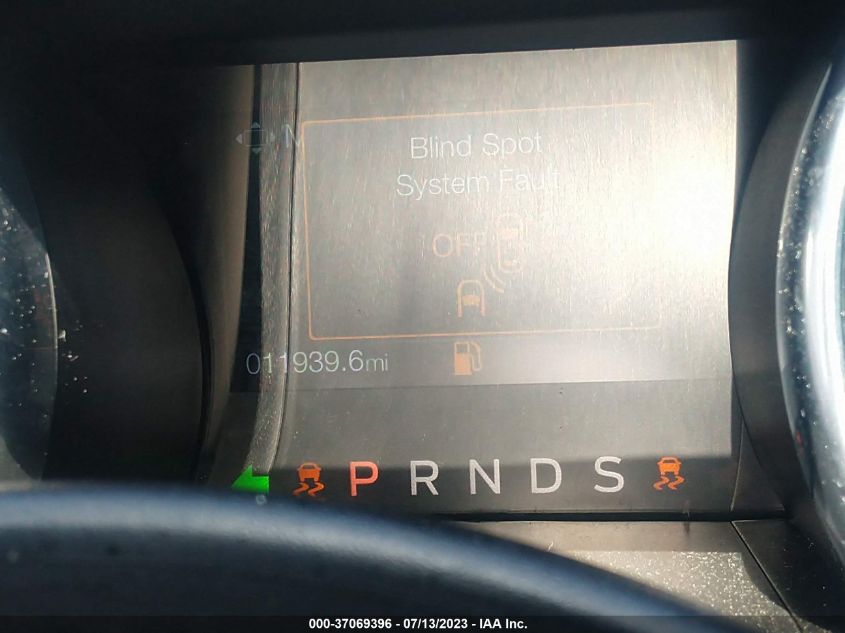 Blind Spot
System Fault
OFF
011939.6mi
P R N D S
000-37069396 - 07/13/2023 - IAA Inc.